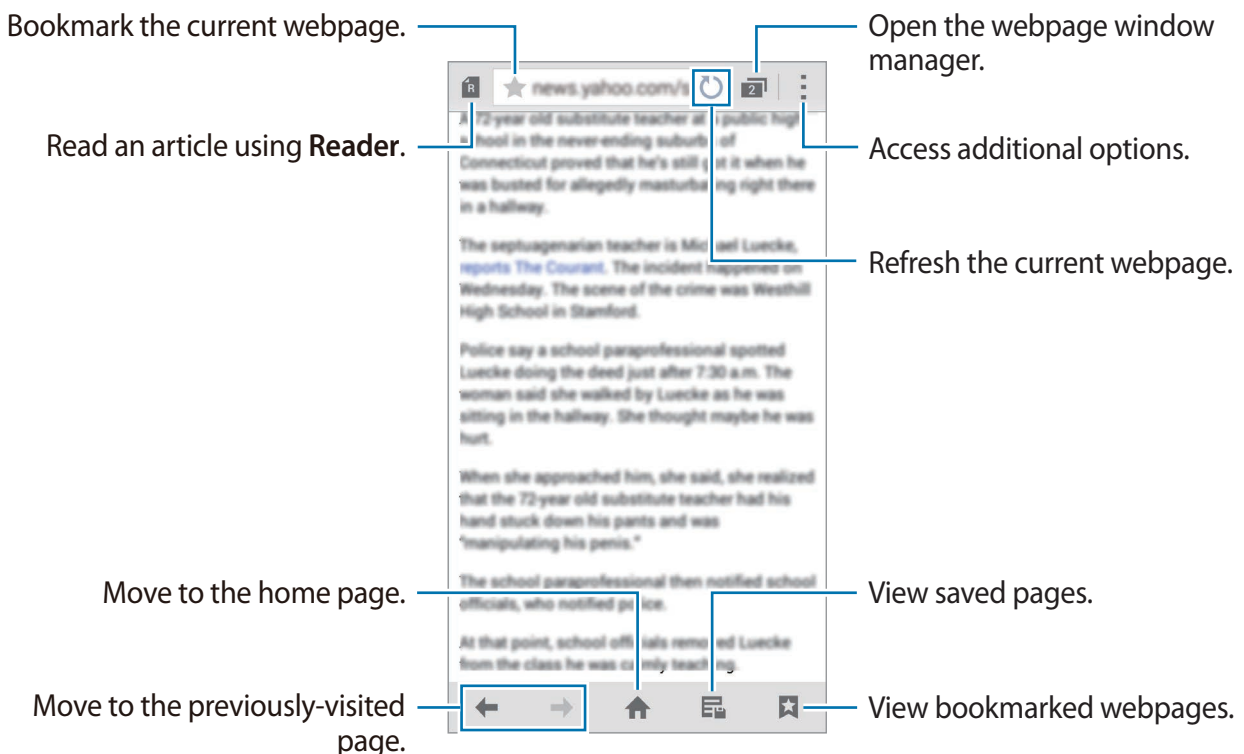 Bookmark the current webpage.
Open the webpage window
manager.
R
news.yahoo.com/s
2
Read an article using Reader.
Access additional options.
Refresh the current webpage.
A 72-year old substitute teacher at a public high
school in the never-ending suburbs of
Connecticut proved that he's still got it when he
was busted for allegedly masturbating right there
in a hallway.
The septuagenarian teacher is Michael Luecke,
reports The Courant. The incident happened on
Wednesday. The scene of the crime was Westhill
High School in Stamford.
Police say a school paraprofessional spotted
Luecke doing the deed just after 7:30 a.m. The
woman said she walked by Luecke as he was
sitting in the hallway. She thought maybe he was
hurt.
When she approached him, she said, she realized
that the 72-year old substitute teacher had his
hand stuck down his pants and was
"manipulating his penis."
The school paraprofessional then notified school
officials, who notified police.
At that point, school officials removed Luecke
from the class he was calmly teaching.
Move to the home page.
View saved pages.
Move to the previously-visited
page.
View bookmarked webpages.